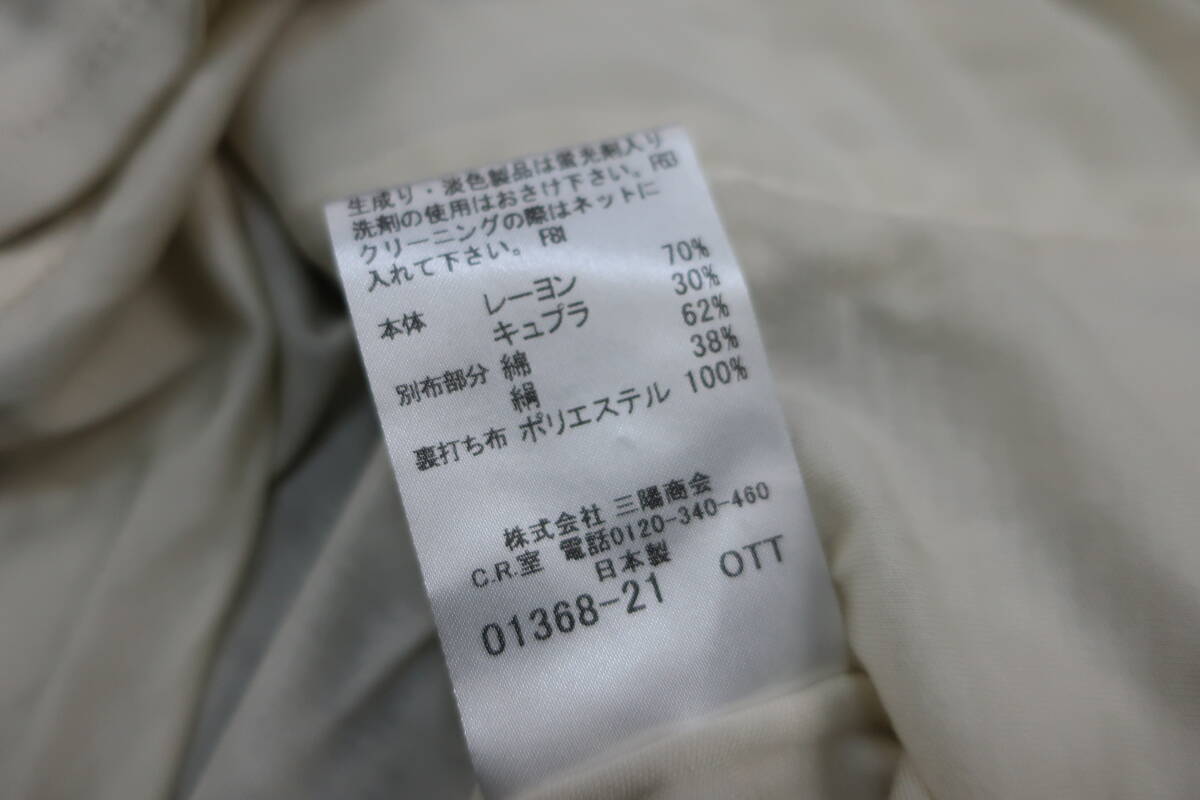 生成り・淡色製品は蛍光剤入り
洗剤の使用はおさけ下さい。F53
クリーニングの際はネットに
入れて下さい。 F81
本体 レーヨン 70%
キュプラ 30%
別布部分 綿 62%
絹 38%
裏打ち布 ポリエステル 100%
株式会社 三陽商会
C.R.室 電話0120-340-460
日本製
01368-21 OTT